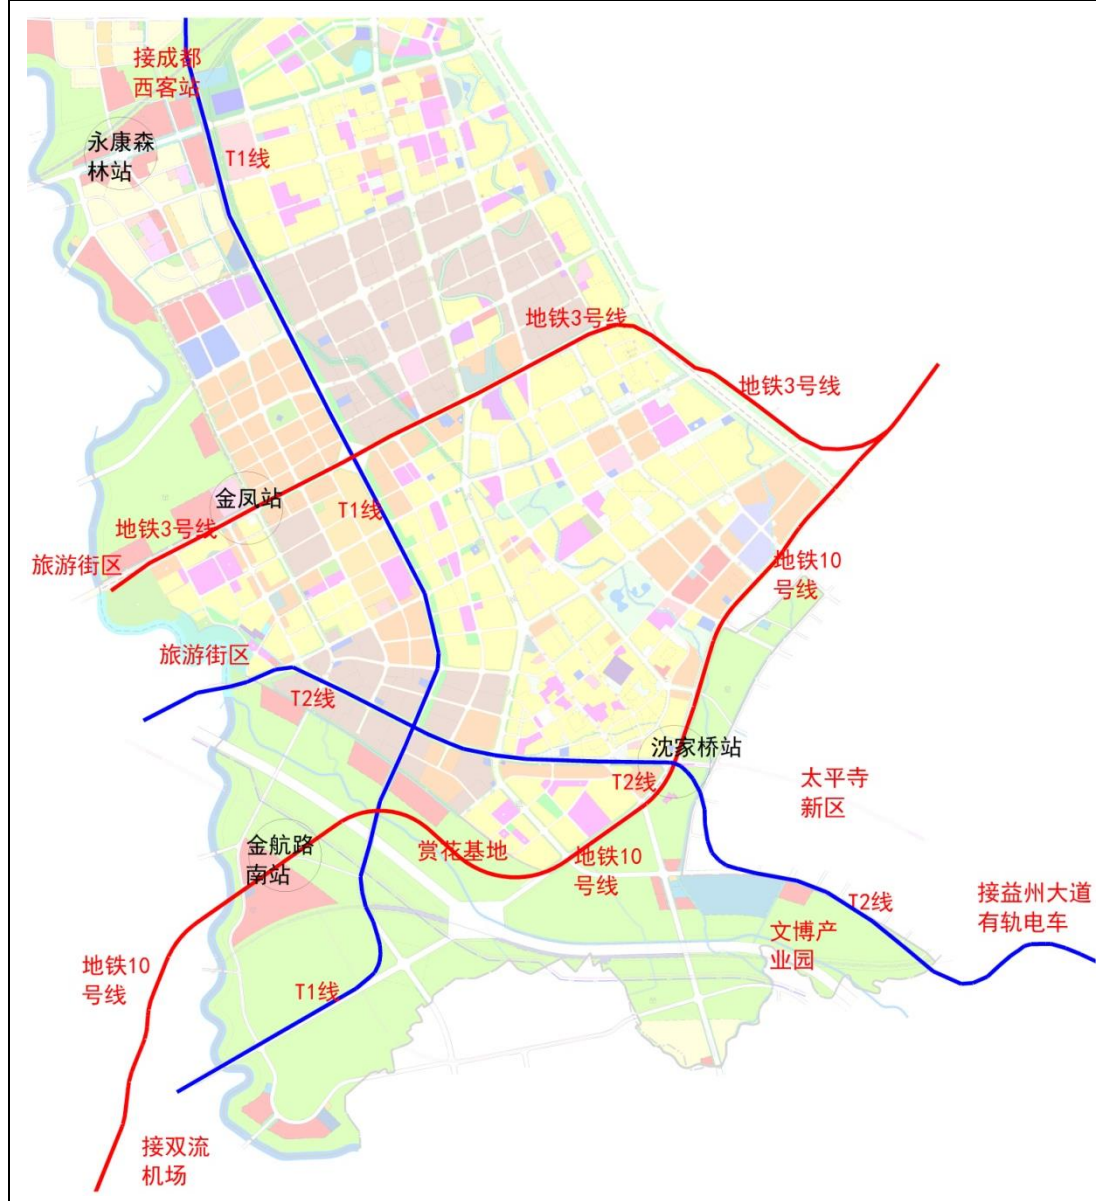 接成都
西客站
永康森
林站
T1线
地铁3号线
地铁3号线
金凤站
T1线
地铁3号线
旅游街区
地铁10
号线
旅游街区
T2线
沈家桥站
T2线
太平寺
新区
金航路
南站
赏花基地
地铁10
号线
T2线
接益州大道
有轨电车
文博产
业园
地铁10
号线
T1线
接双流
机场